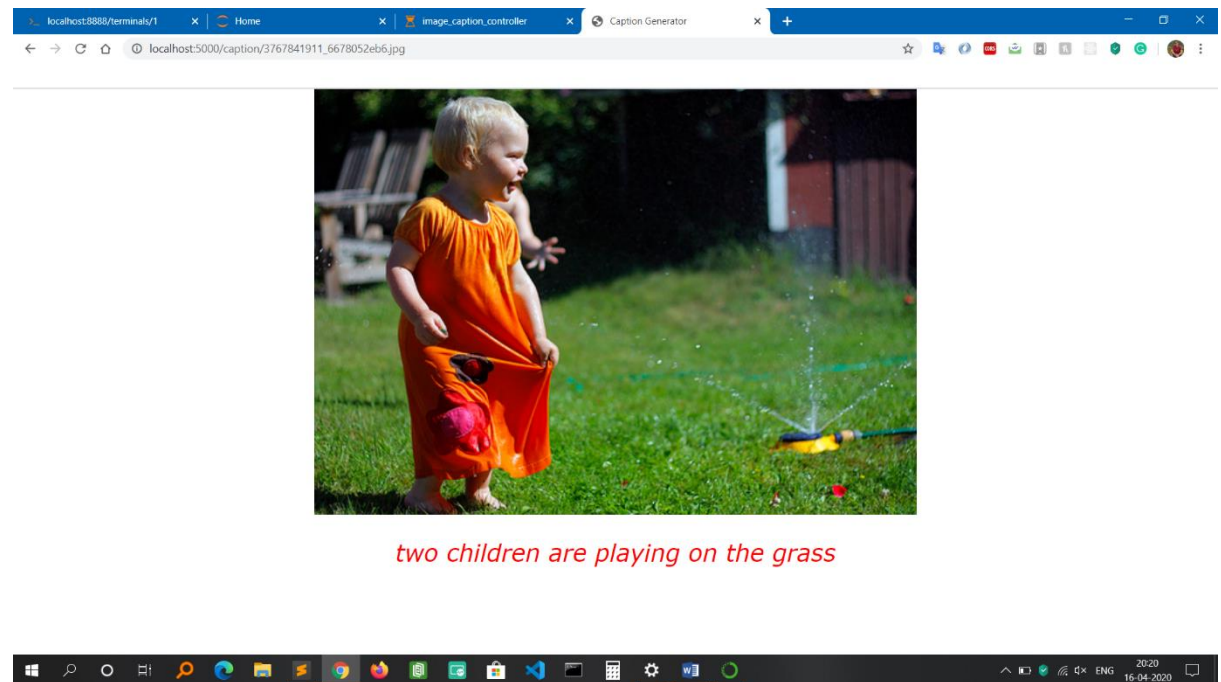 localhost:8888/terminals/1
Home
image_caption_controller
Caption Generator
localhost:5000/caption/3767841911_6678052eb6.jpg
two children are playing on the grass
ENG
20:20
16-04-2020